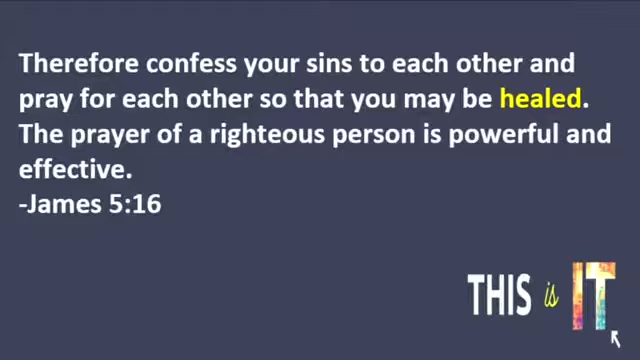 Therefore confess your sins to each other and
pray for each other so that you may be healed.
The prayer of a righteous person is powerful and
effective.
-James 5:16
THIS is IT